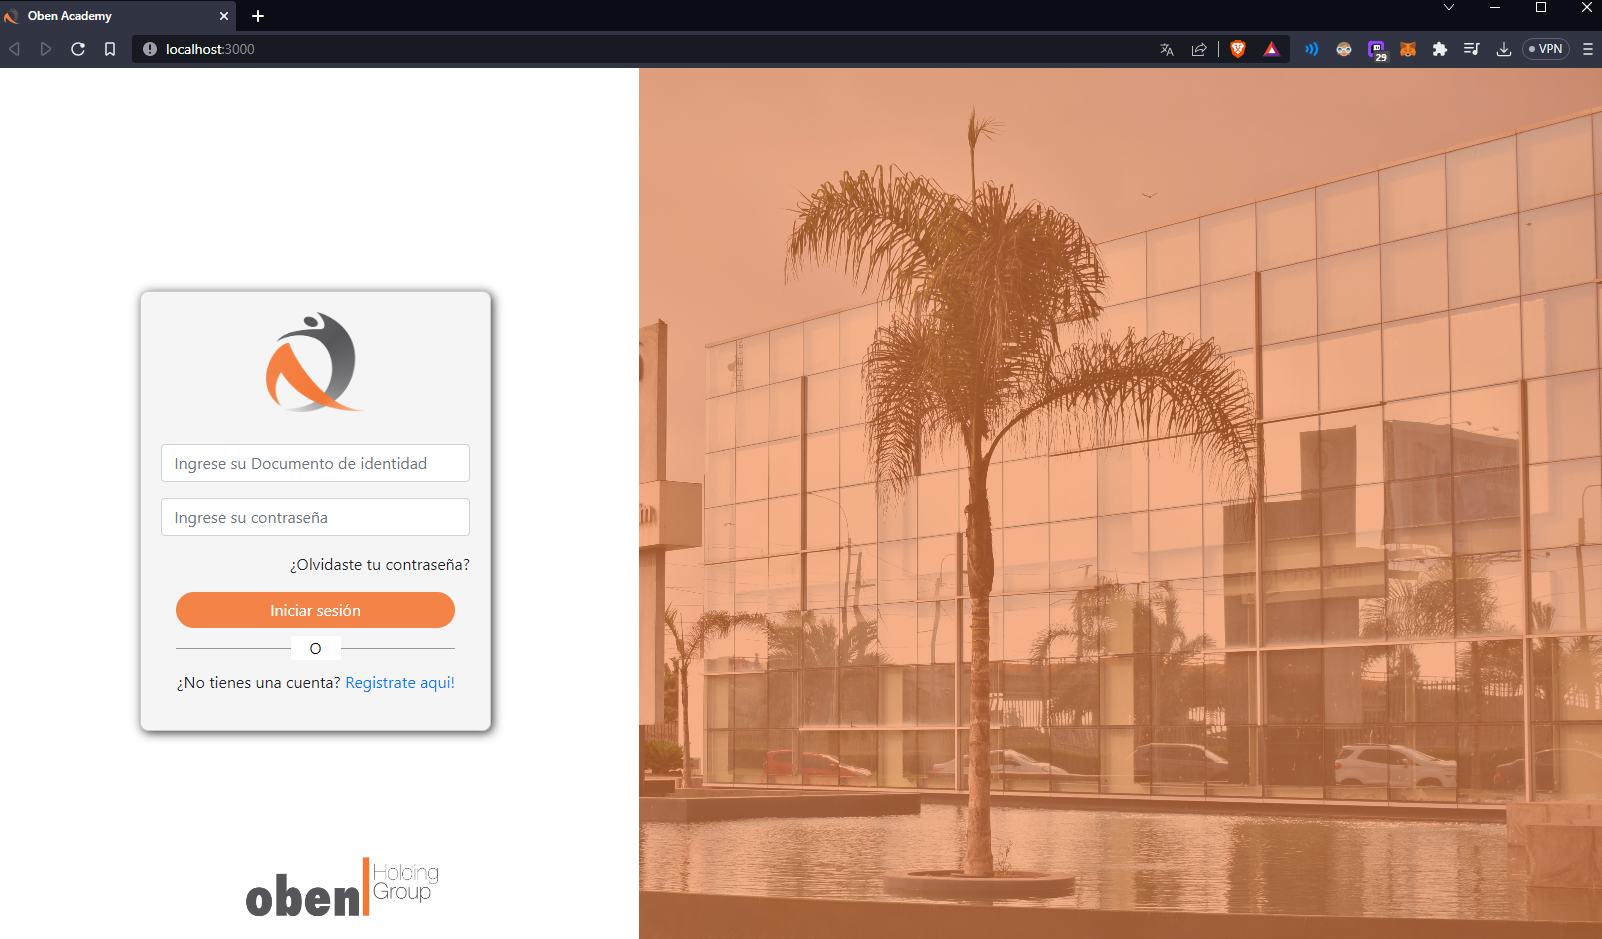 Oben Academy
localhost:3000
29
VPN
Ingrese su Documento de identidad
Ingrese su contraseña
¿Olvidaste tu contraseña?
Iniciar sesión
O
¿No tienes una cuenta? Registrate aqui!
oben
Holding
Group